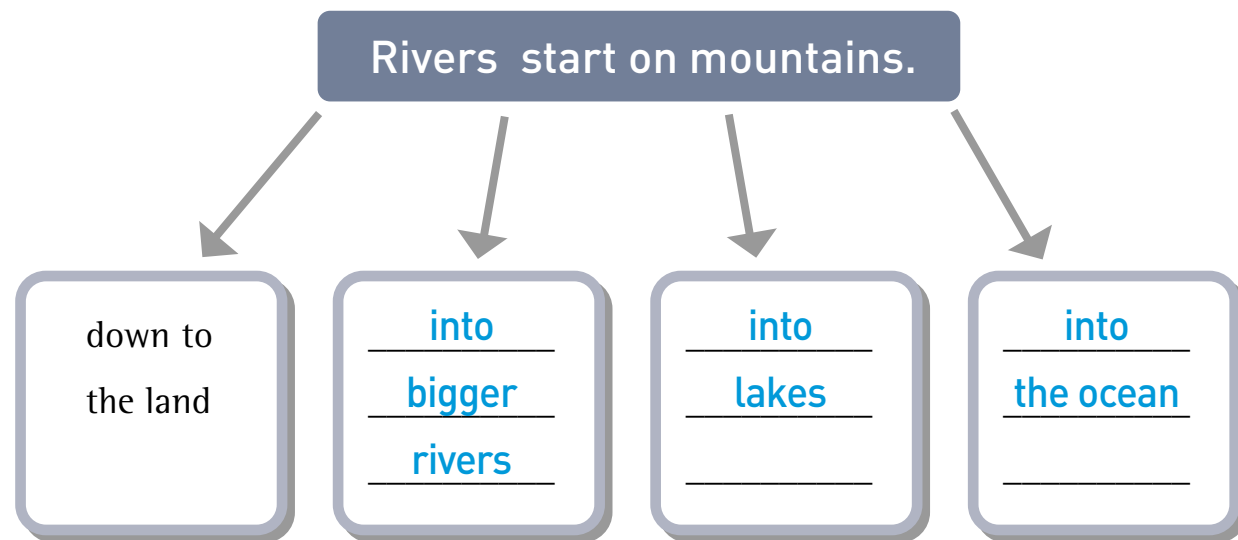 Rivers start on mountains.
down to
the land
into
bigger
rivers
into
lakes
into
the ocean